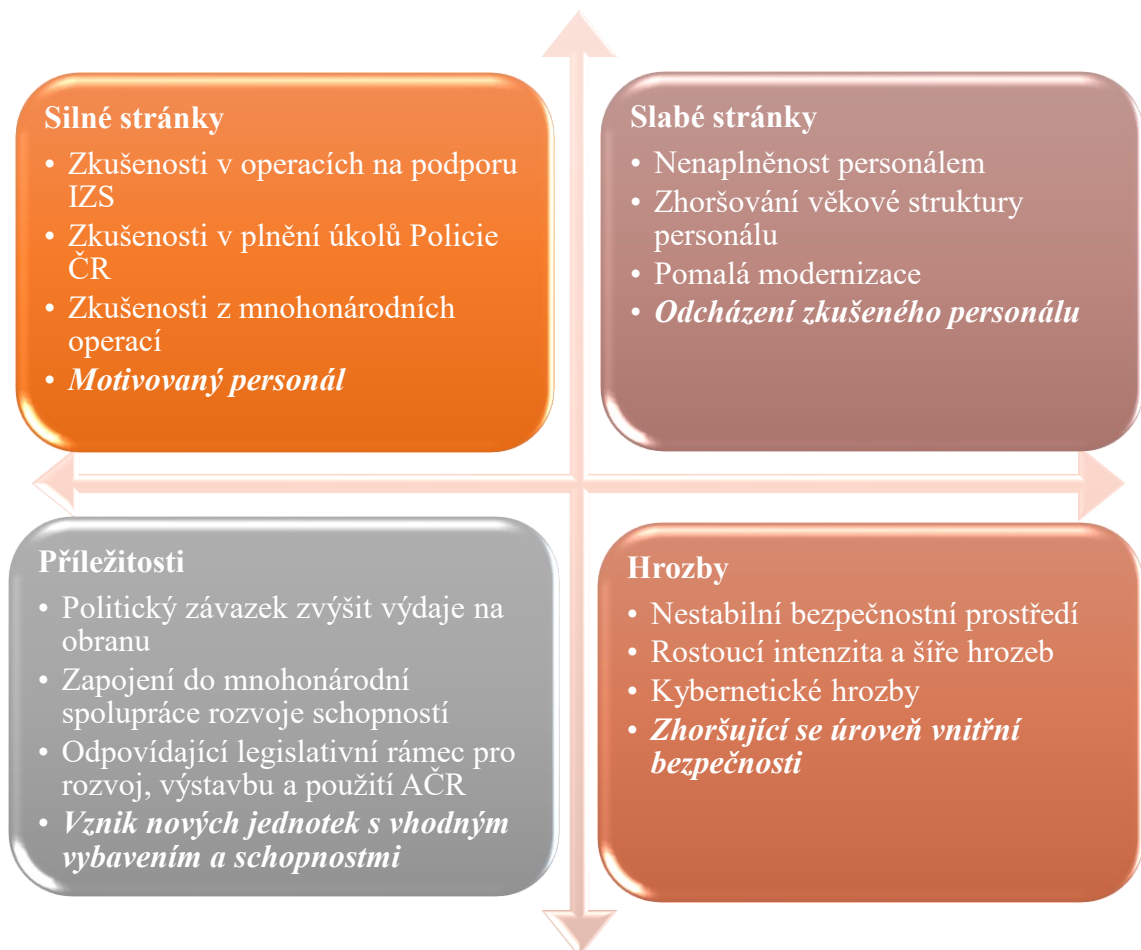 Silné stránky
• Zkušenosti v operacích na podporu
IZS
• Zkušenosti v plnění úkolů Policie
ČR
• Zkušenosti z mnohonárodních
operací
• Motivovaný personál
Slabé stránky
• Nenaplněnost personálem
• Zhoršování věkové struktury
personálu
• Pomalá modernizace
• Odcházení zkušeného personálu
Příležitosti
• Politický závazek zvýšit výdaje na
obranu
• Zapojení do mnohonárodní
spolupráce rozvoje schopností
• Odpovídající legislativní rámec pro
rozvoj, výstavbu a použití AČR
• Vznik nových jednotek s vhodným
vybavením a schopnostmi
Hrozby
• Nestabilní bezpečnostní prostředí
• Rostoucí intenzita a šíře hrozeb
• Kybernetické hrozby
• Zhoršující se úroveň vnitřní
bezpečnosti